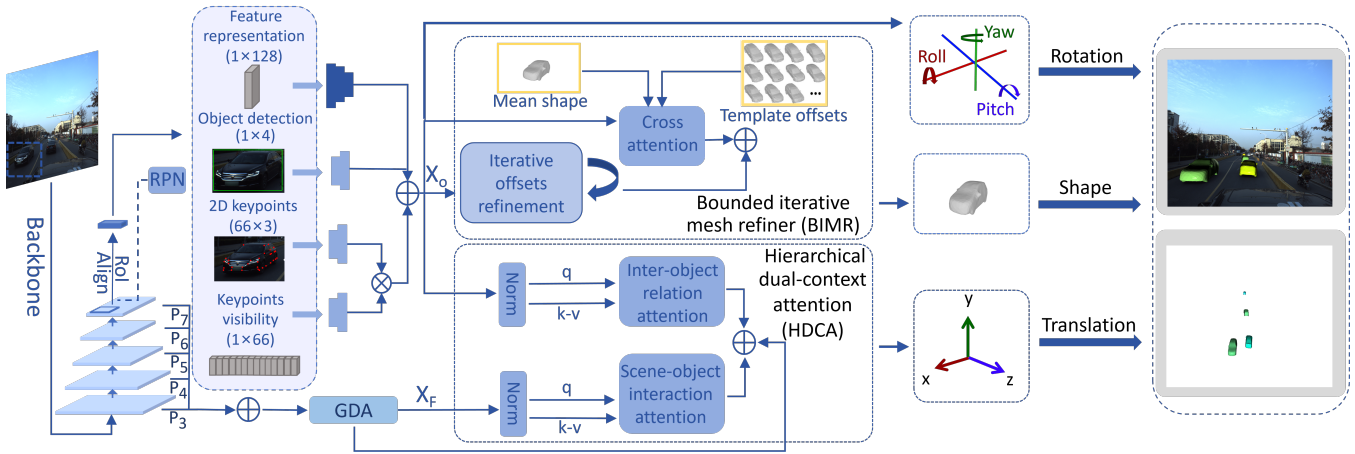 Feature
representation
(1×128)
Object detection
(1×4)
2D keypoints
(66×3)
Keypoints
visibility
(1×66)
RPN
Backbone
RoI
Align
P7
P6
P5
P4
P3
GDA
Xo
XF
Mean shape
Template offsets
...
Cross
attention
Iterative
offsets
refinement
Bounded iterative
mesh refiner (BIMR)
Hierarchical
dual-context
attention
(HDCA)
Norm
q
k-v
Inter-object
relation
attention
Norm
q
k-v
Scene-object
interaction
attention
Yaw
Roll
Pitch
y
x
z
Rotation
Shape
Translation